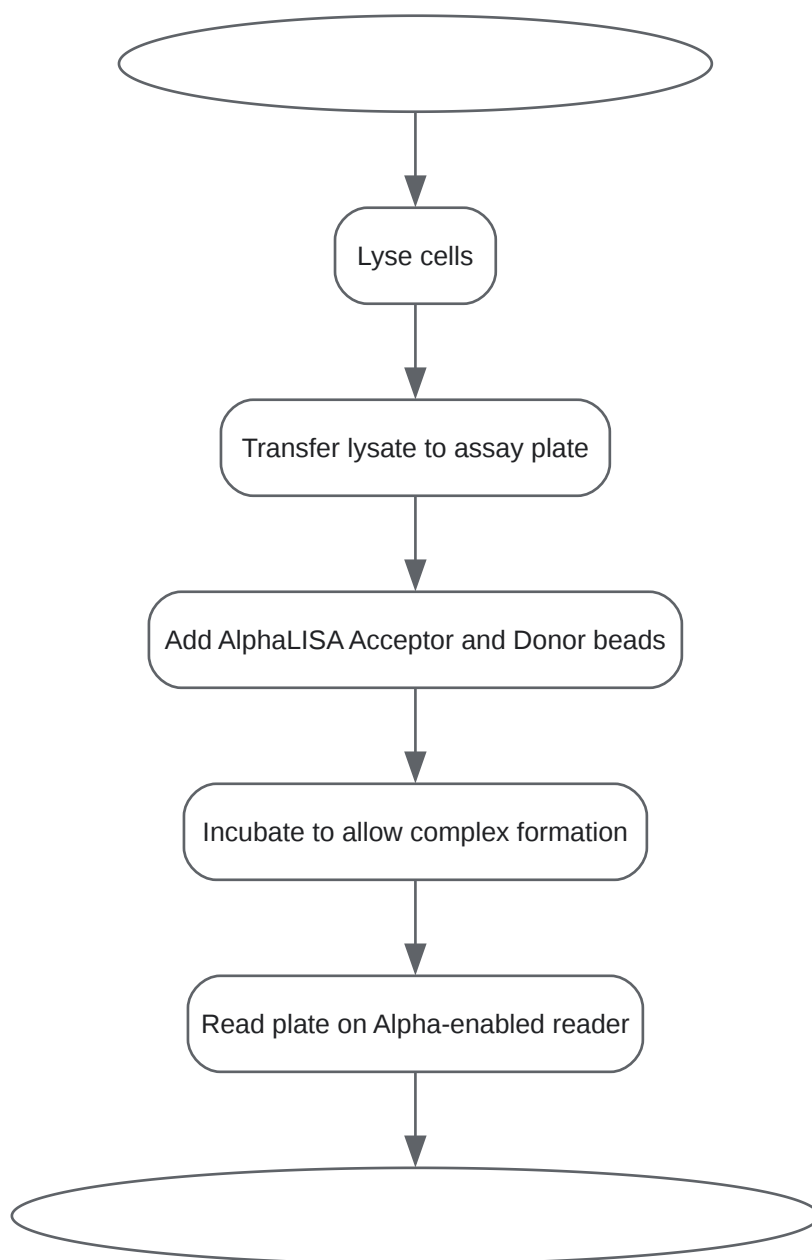 Lyse cells
Transfer lysate to assay plate
Add AlphaLISA Acceptor and Donor beads
Incubate to allow complex formation
Read plate on Alpha-enabled reader